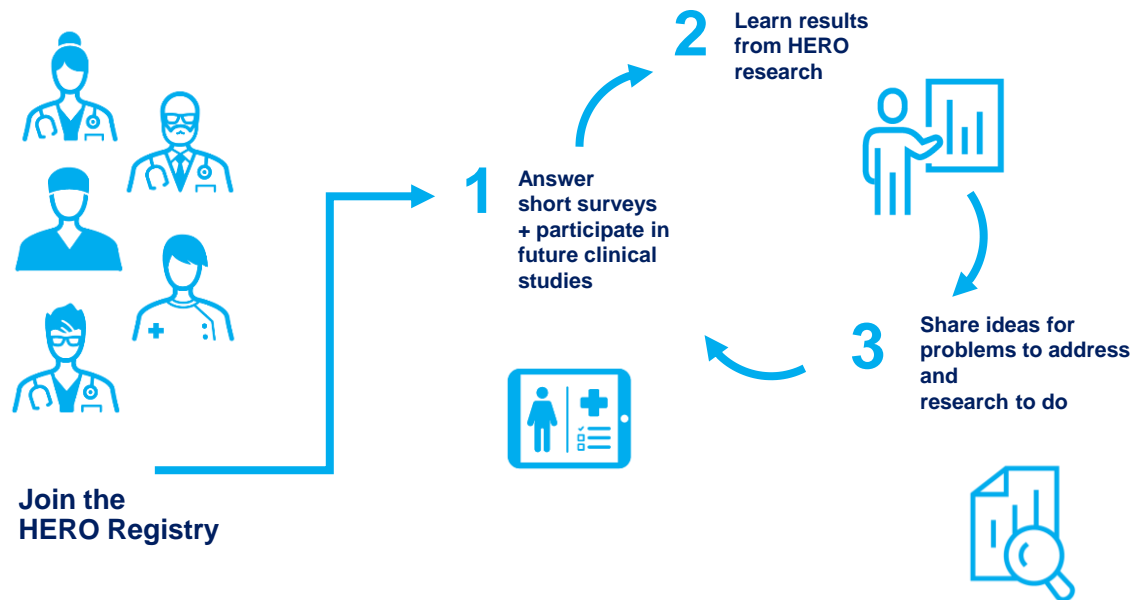 Join the
HERO Registry
1
Answer
short surveys
+ participate in
future clinical
studies
2
Learn results
from HERO
research
3
Share ideas for
problems to address
and
research to do